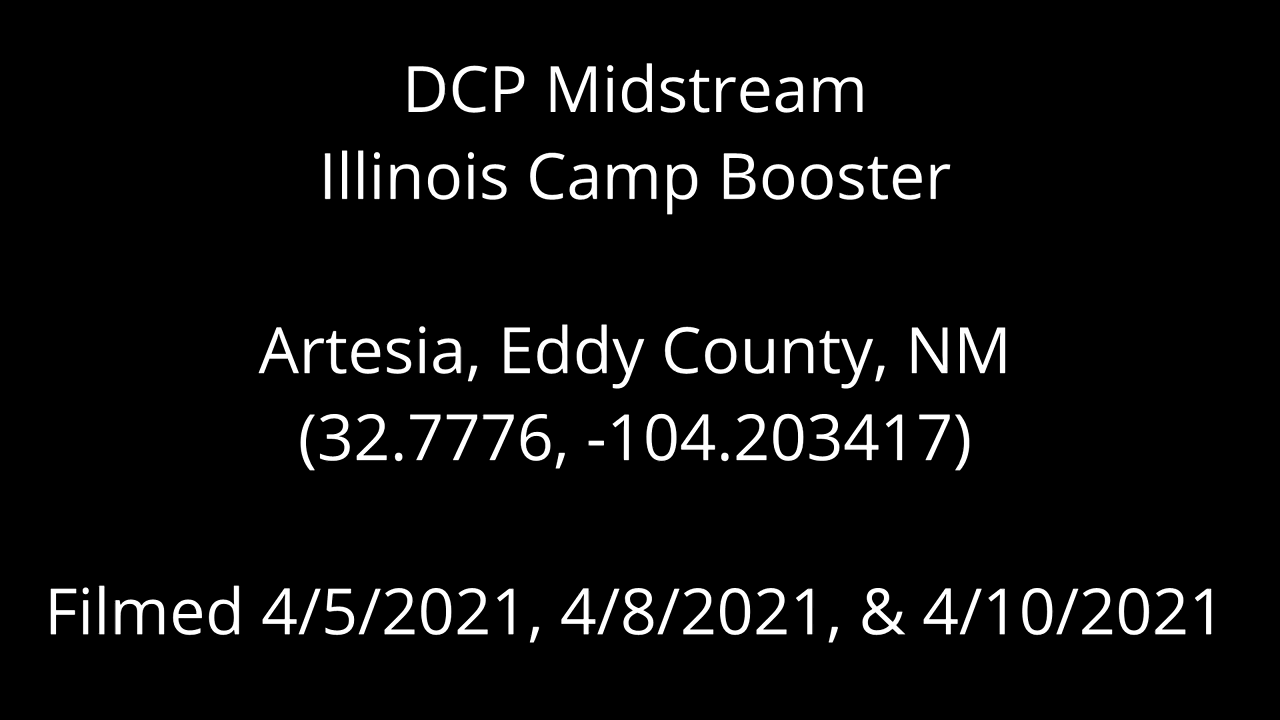 DCP Midstream
Illinois Camp Booster
Artesia, Eddy County, NM
(32.7776, -104.203417)
Filmed 4/5/2021, 4/8/2021, & 4/10/2021